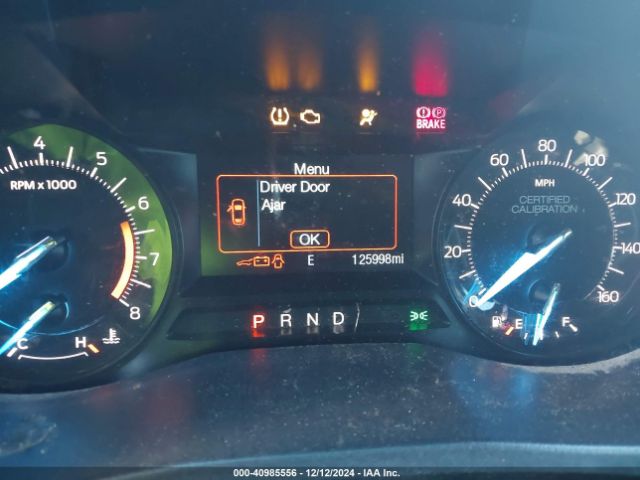 BRAKE
4
5
6
7
8
RPM x 1000
C H
Menu
Driver Door
Ajar
OK
E 125998mi
P R N D
0
20
40
60
80
100
120
140
160
MPH
CERTIFIED
CALIBRATION
E F
000-40985556 • 12/12/2024 • IAA Inc.